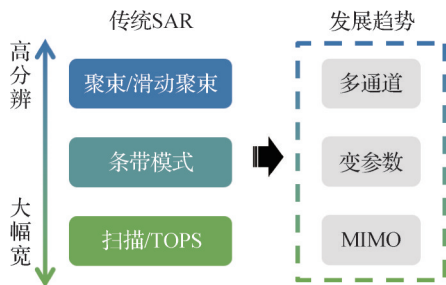 传统SAR
发展趋势
高分辨
大幅宽
聚束/滑动聚束
条带模式
扫描/TOPS
多通道
变参数
MIMO